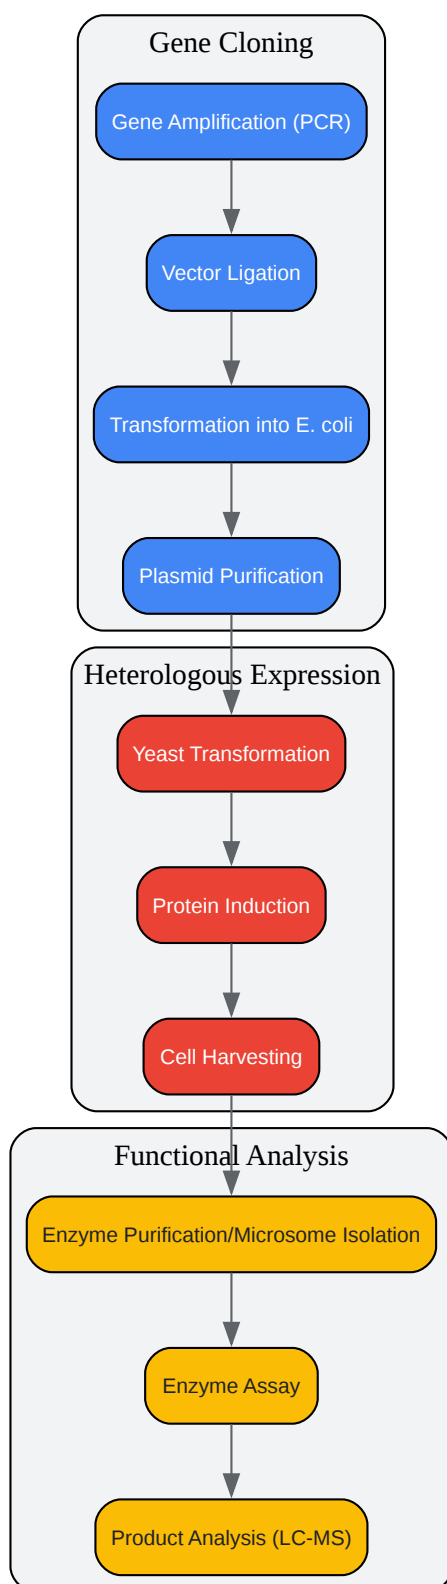 Gene Cloning
Gene Amplification (PCR)
Vector Ligation
Transformation into E. coli
Plasmid Purification
Heterologous Expression
Yeast Transformation
Protein Induction
Cell Harvesting
Functional Analysis
Enzyme Purification/Microsome Isolation
Enzyme Assay
Product Analysis (LC-MS)